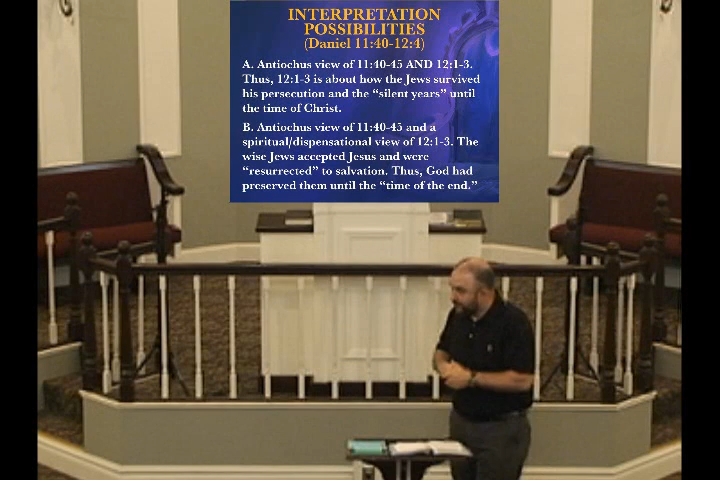 INTERPRETATION
POSSIBILITIES
(Daniel 11:40-12:4)
A. Antiochus view of 11:40-45 AND 12:1-3.
Thus, 12:1-3 is about how the Jews survived
his persecution and the “silent years” until
the time of Christ.
B. Antiochus view of 11:40-45 and a
spiritual/dispensational view of 12:1-3. The
wise Jews accepted Jesus and were
“resurrected” to salvation. Thus, God had
preserved them until the “time of the end.”